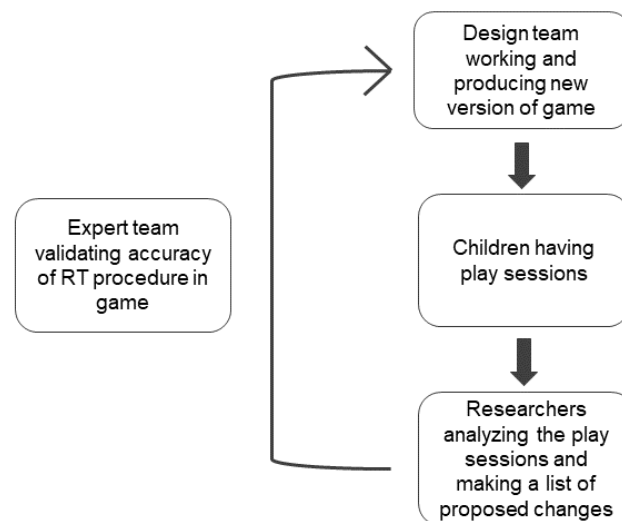 Design team
working and
producing new
version of game
Expert team
validating accuracy
of RT procedure in
game
Children having
play sessions
Researchers
analyzing the play
sessions and
making a list of
proposed changes